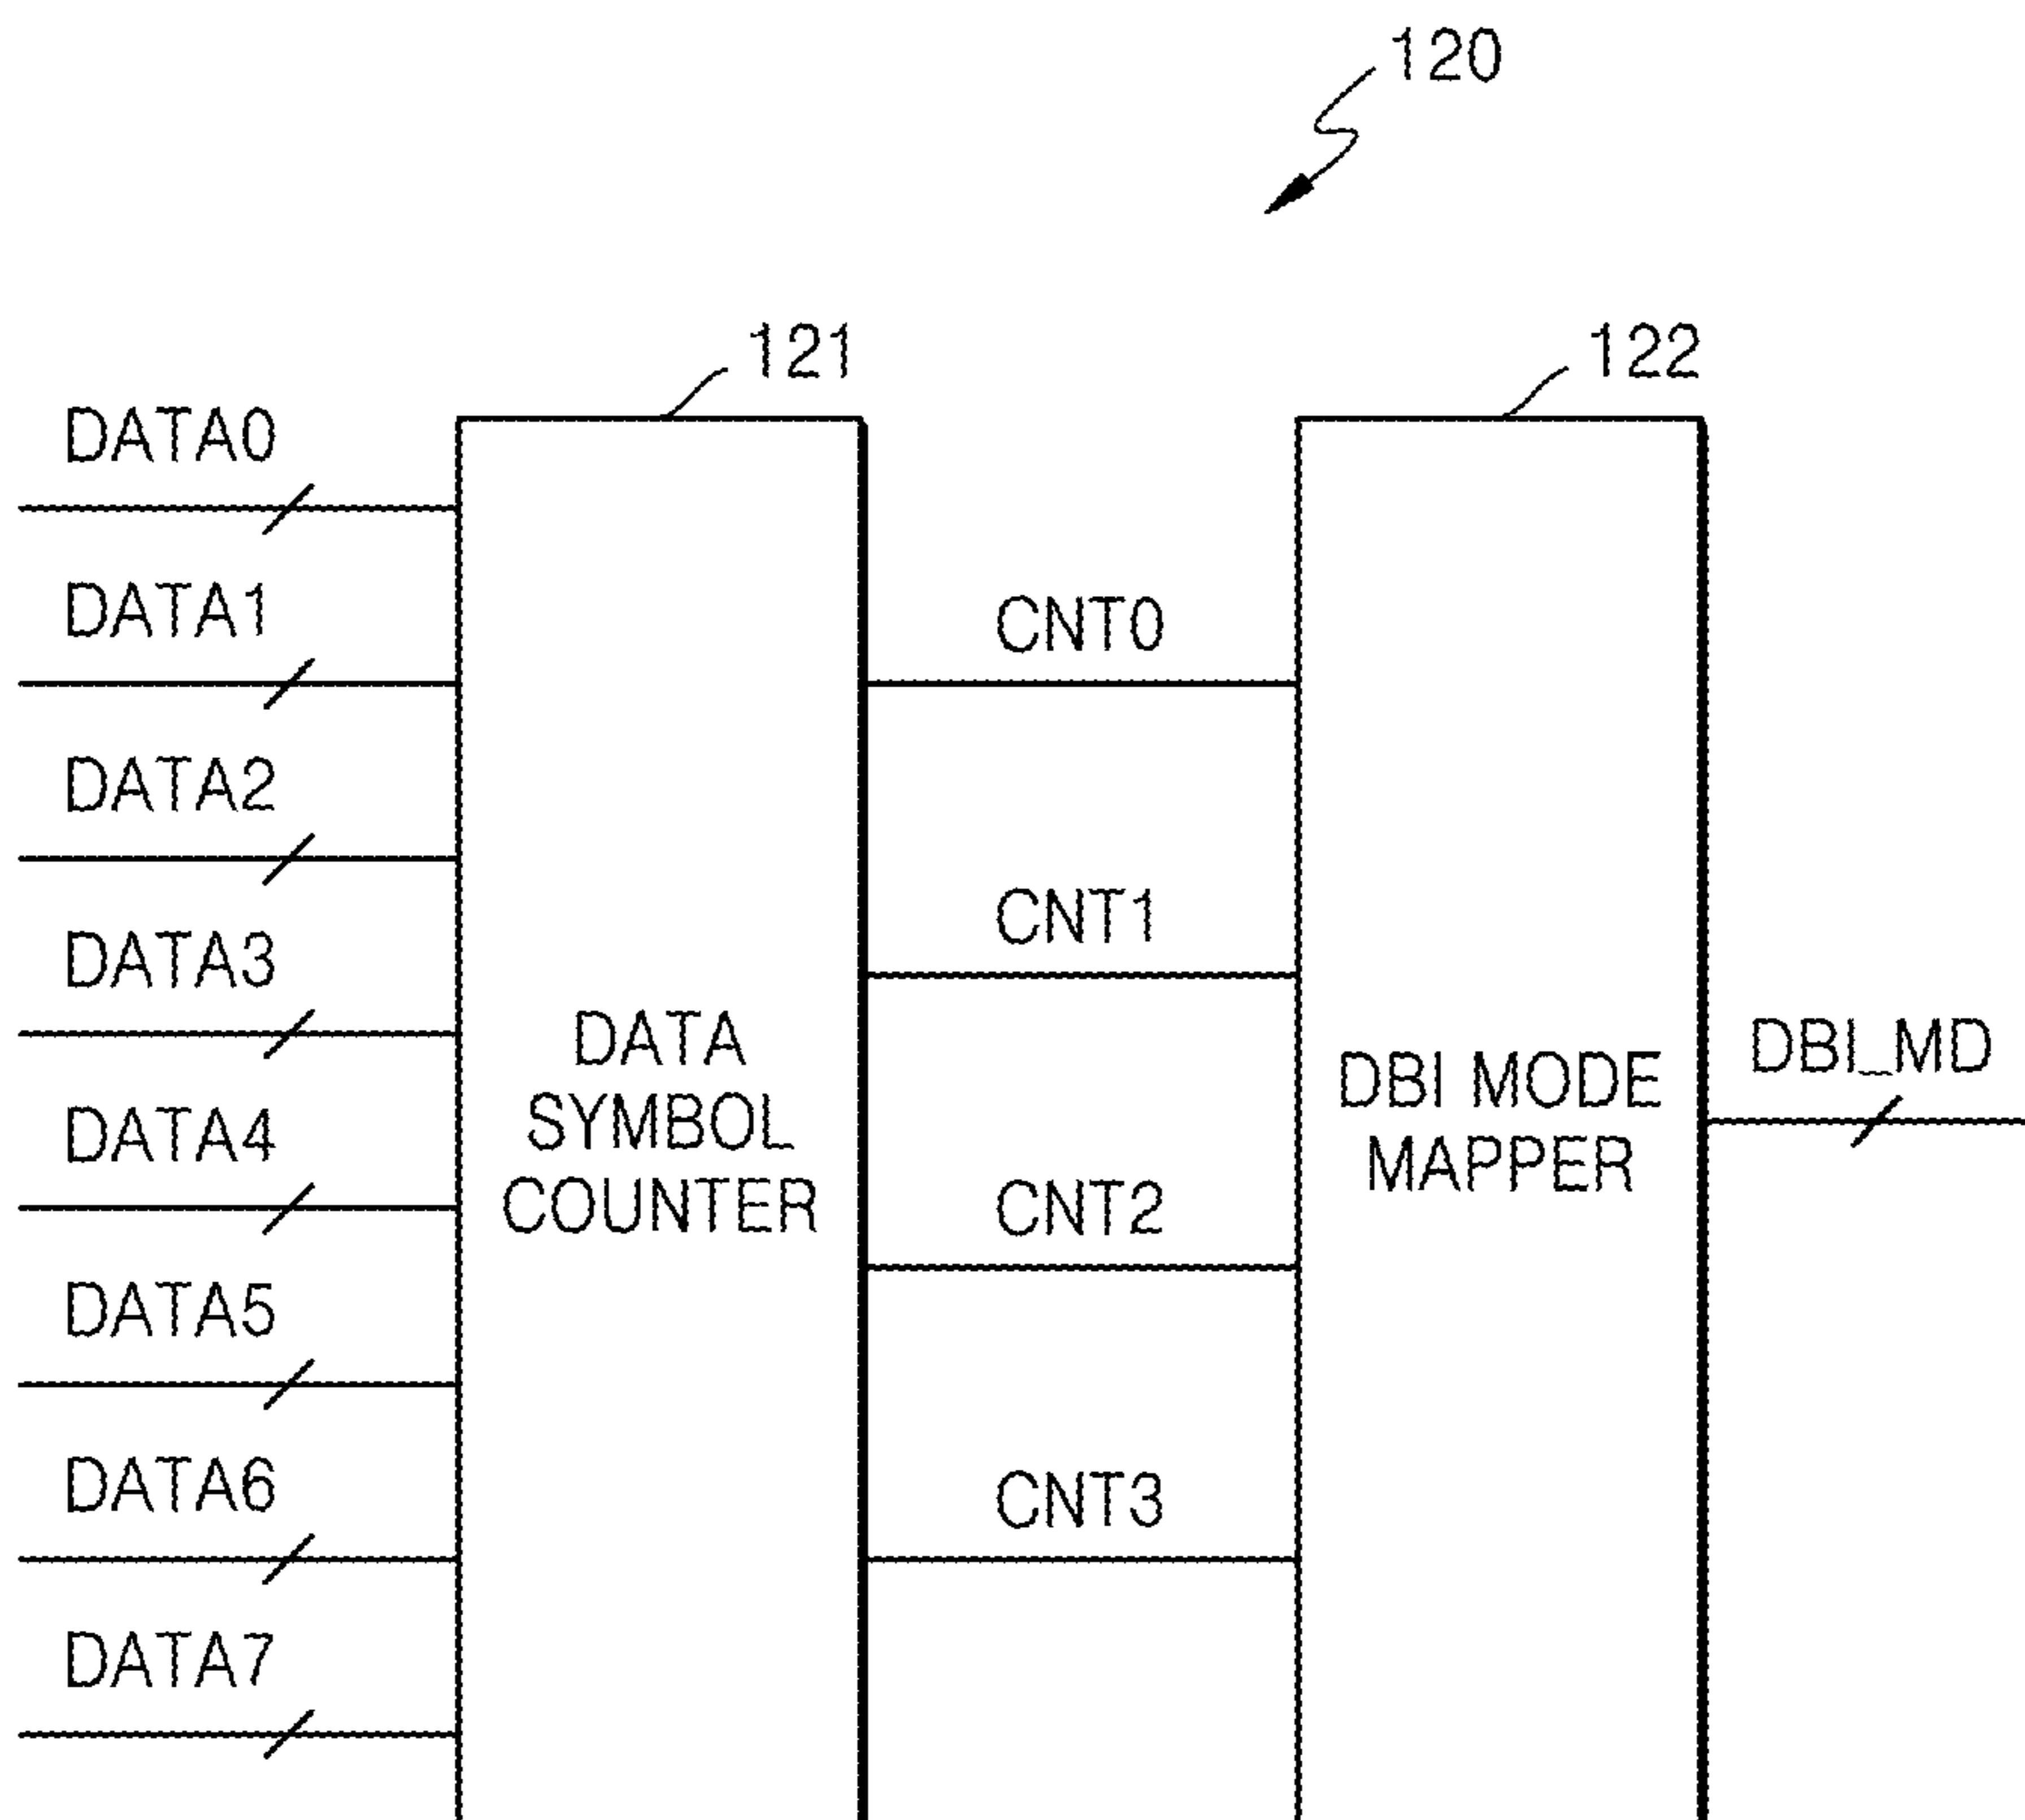 120
121
122
DATA0
DATA1
DATA2
DATA3
DATA4
DATA5
DATA6
DATA7
DATA
SYMBOL
COUNTER
CNT0
CNT1
CNT2
CNT3
DBI MODE
MAPPER
DBI_MD